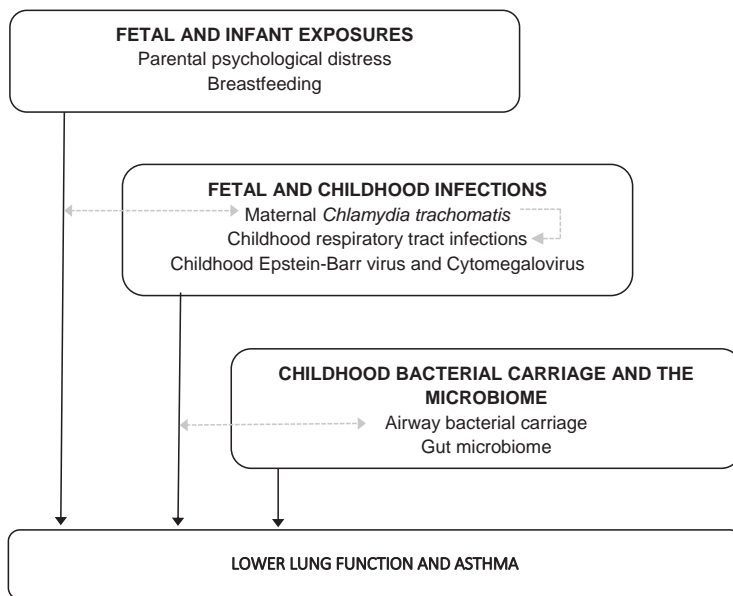 FETAL AND INFANT EXPOSURES
Parental psychological distress
Breastfeeding
FETAL AND CHILDHOOD INFECTIONS
Maternal Chlamydia trachomatis
Childhood respiratory tract infections
Childhood Epstein-Barr virus and Cytomegalovirus
CHILDHOOD BACTERIAL CARRIAGE AND THE
MICROBIOME
Airway bacterial carriage
Gut microbiome
LOWER LUNG FUNCTION AND ASTHMA